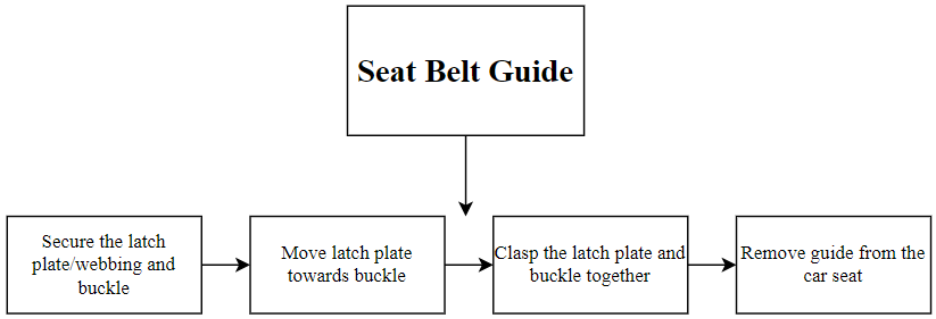 Seat Belt Guide
Secure the latch
plate/webbing and
buckle
Move latch plate
towards buckle
Clasp the latch plate and
buckle together
Remove guide from the
car seat